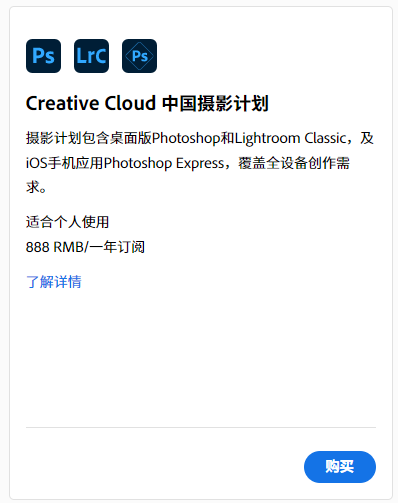 Ps LrC Ps
Creative Cloud 中国摄影计划
摄影计划包含桌面版Photoshop和Lightroom Classic，及
iOS手机应用Photoshop Express，覆盖全设备创作需
求。
适合个人使用
888 RMB/一年订阅
了解详情
购买